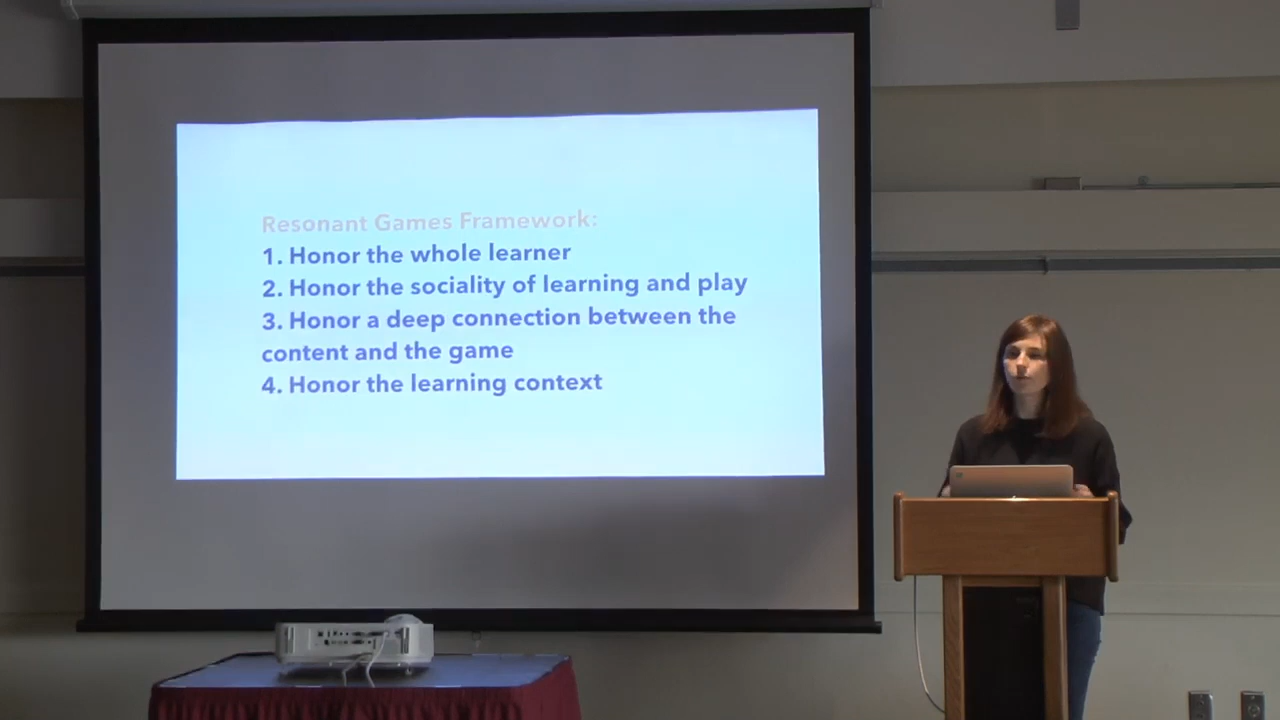 Resonant Games Framework:
1. Honor the whole learner
2. Honor the sociality of learning and play
3. Honor a deep connection between the
content and the game
4. Honor the learning context